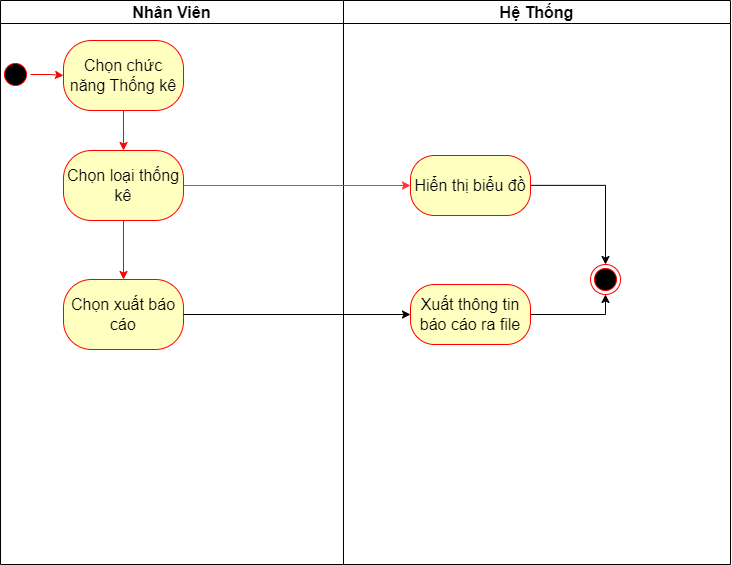 Nhân Viên
Hệ Thống
Chọn chức
năng Thống kê
Chọn loại thống
kê
Hiển thị biểu đồ
Chọn xuất báo
cáo
Xuất thông tin
báo cáo ra file